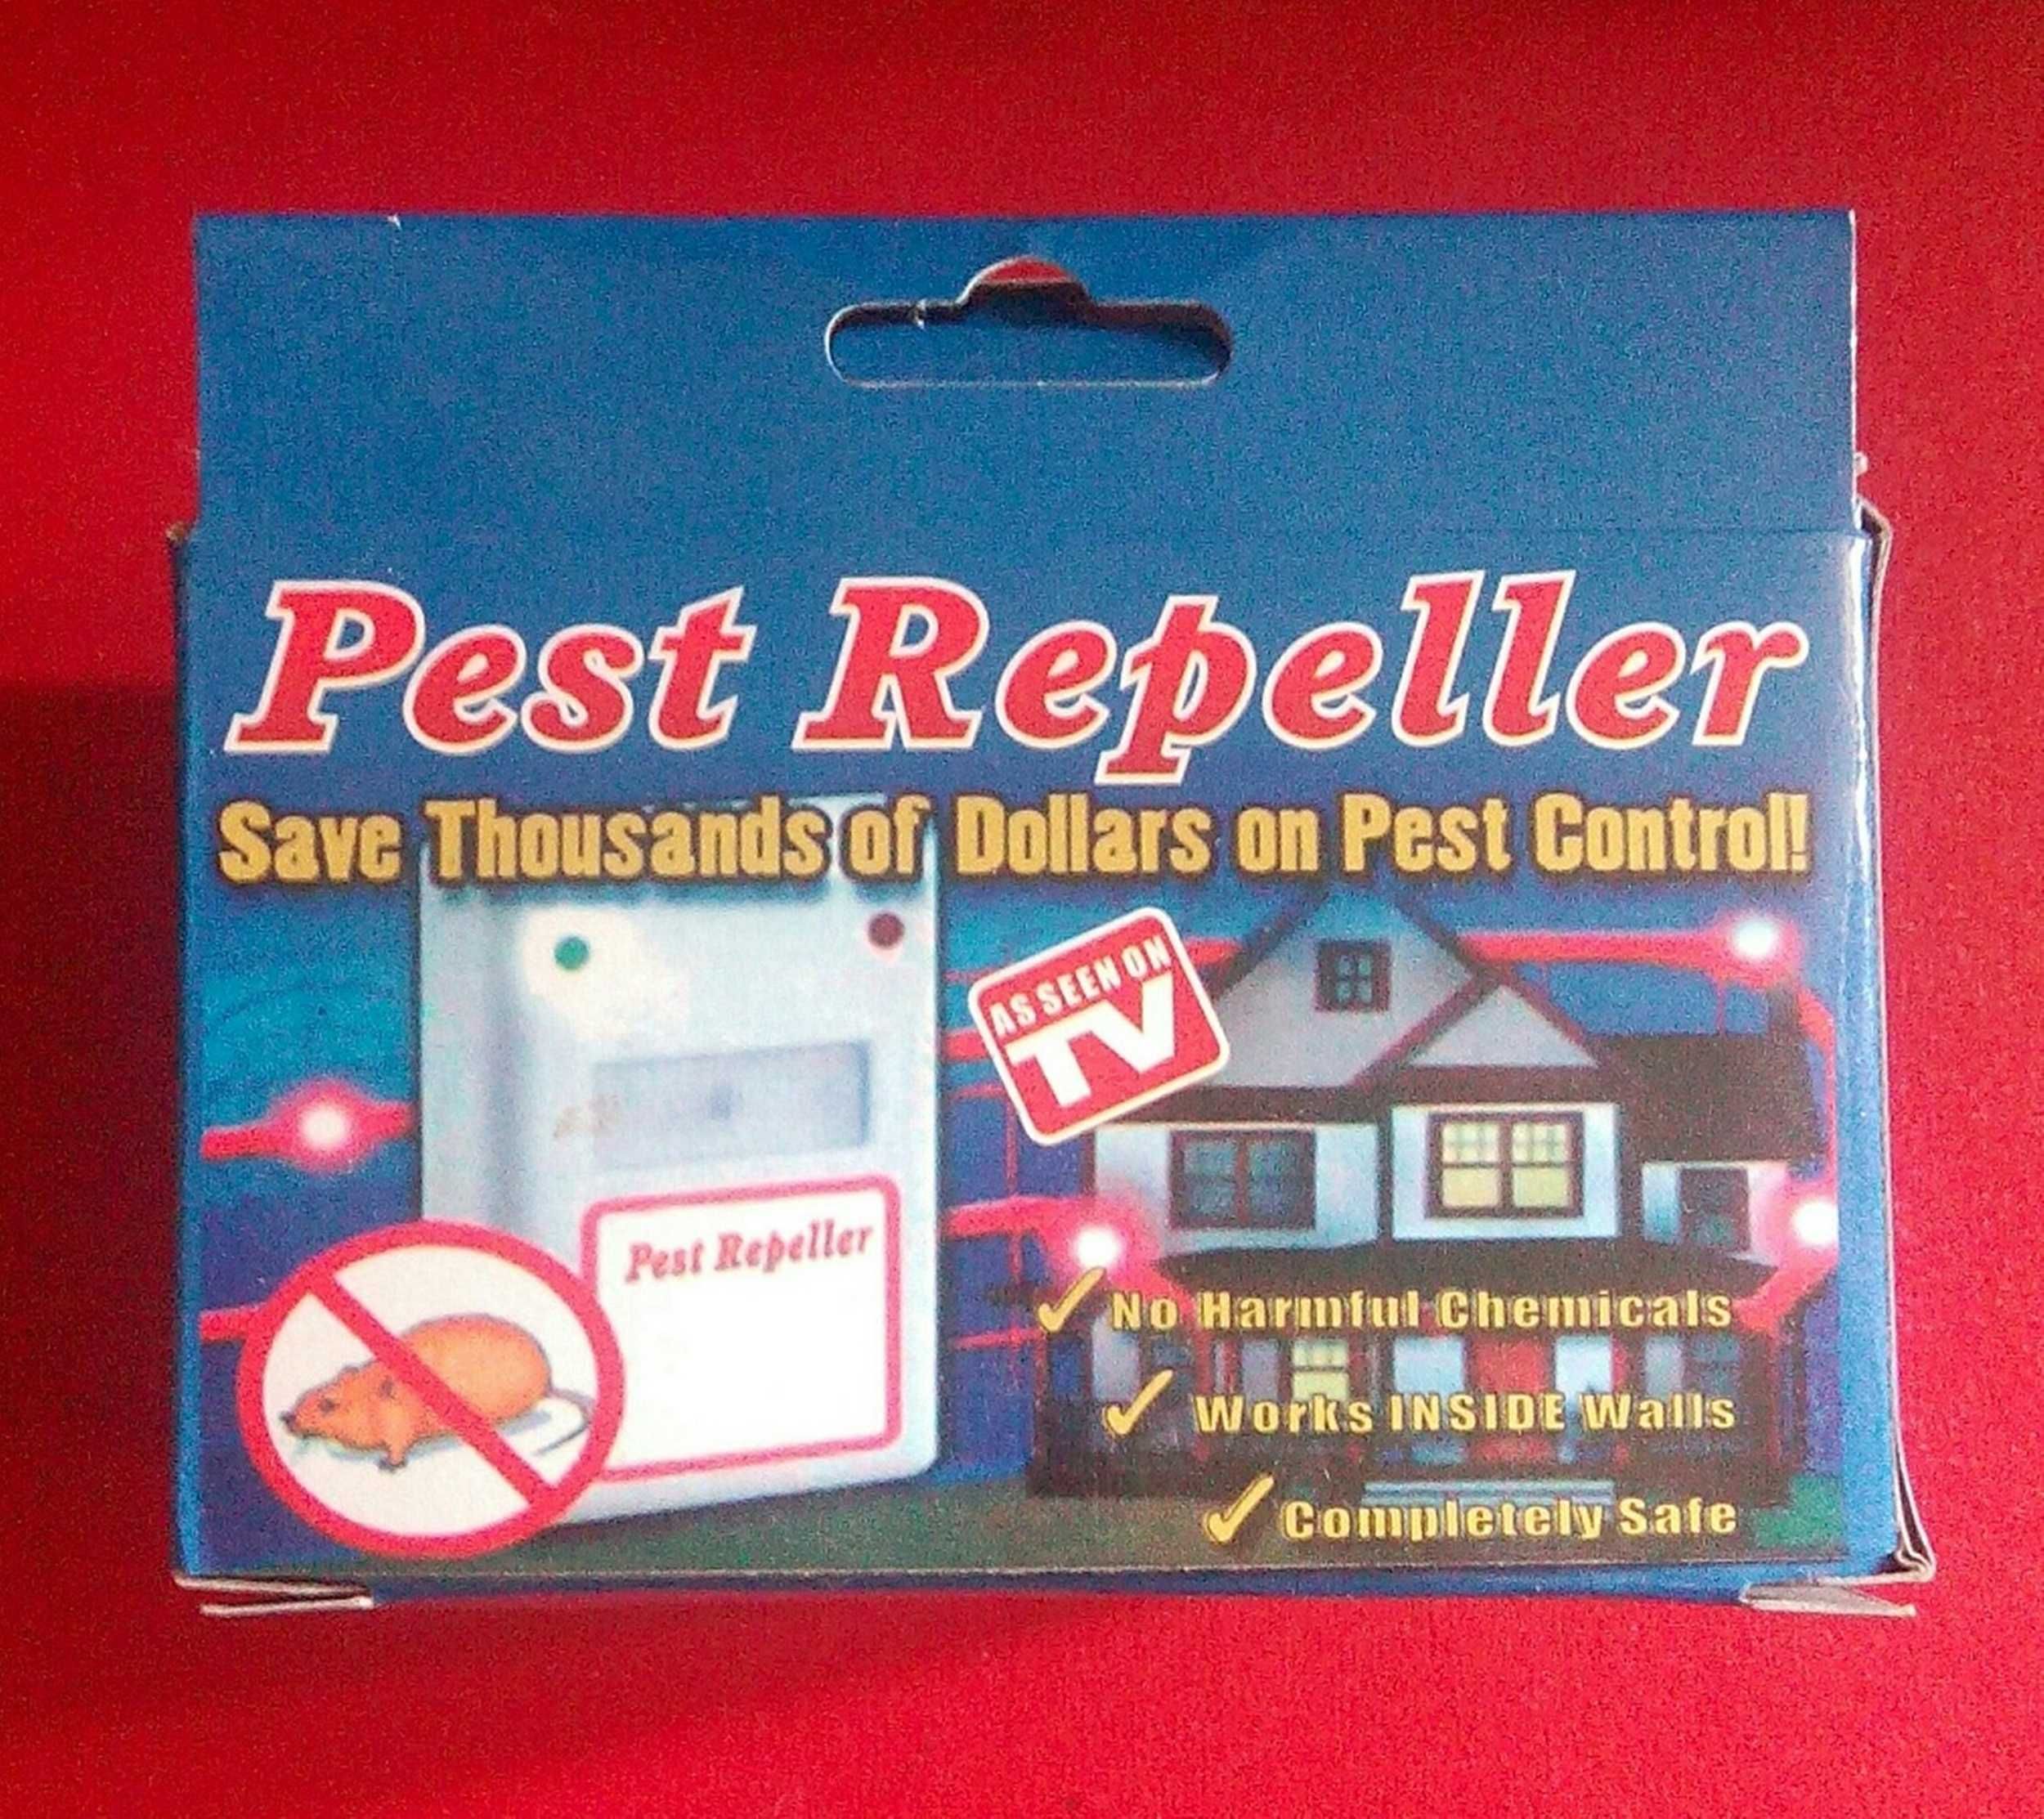 Pest Repeller
Save Thousands of Dollars on Pest Control!
AS SEEN ON
TV
Pest Repeller
✓ No Harmful Chemicals
✓ Works INSIDE Walls
✓ Completely Safe